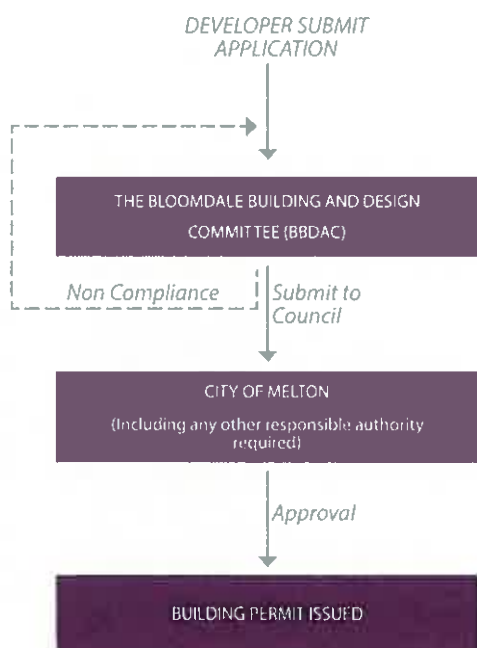 DEVELOPER SUBMIT
APPLICATION
THE BLOOMDALE BUILDING AND DESIGN
COMMITTEE (BBDAC)
Non Compliance
Submit to
Council
CITY OF MELTON
(Including any other responsible authority
required)
Approval
BUILDING PERMIT ISSUED